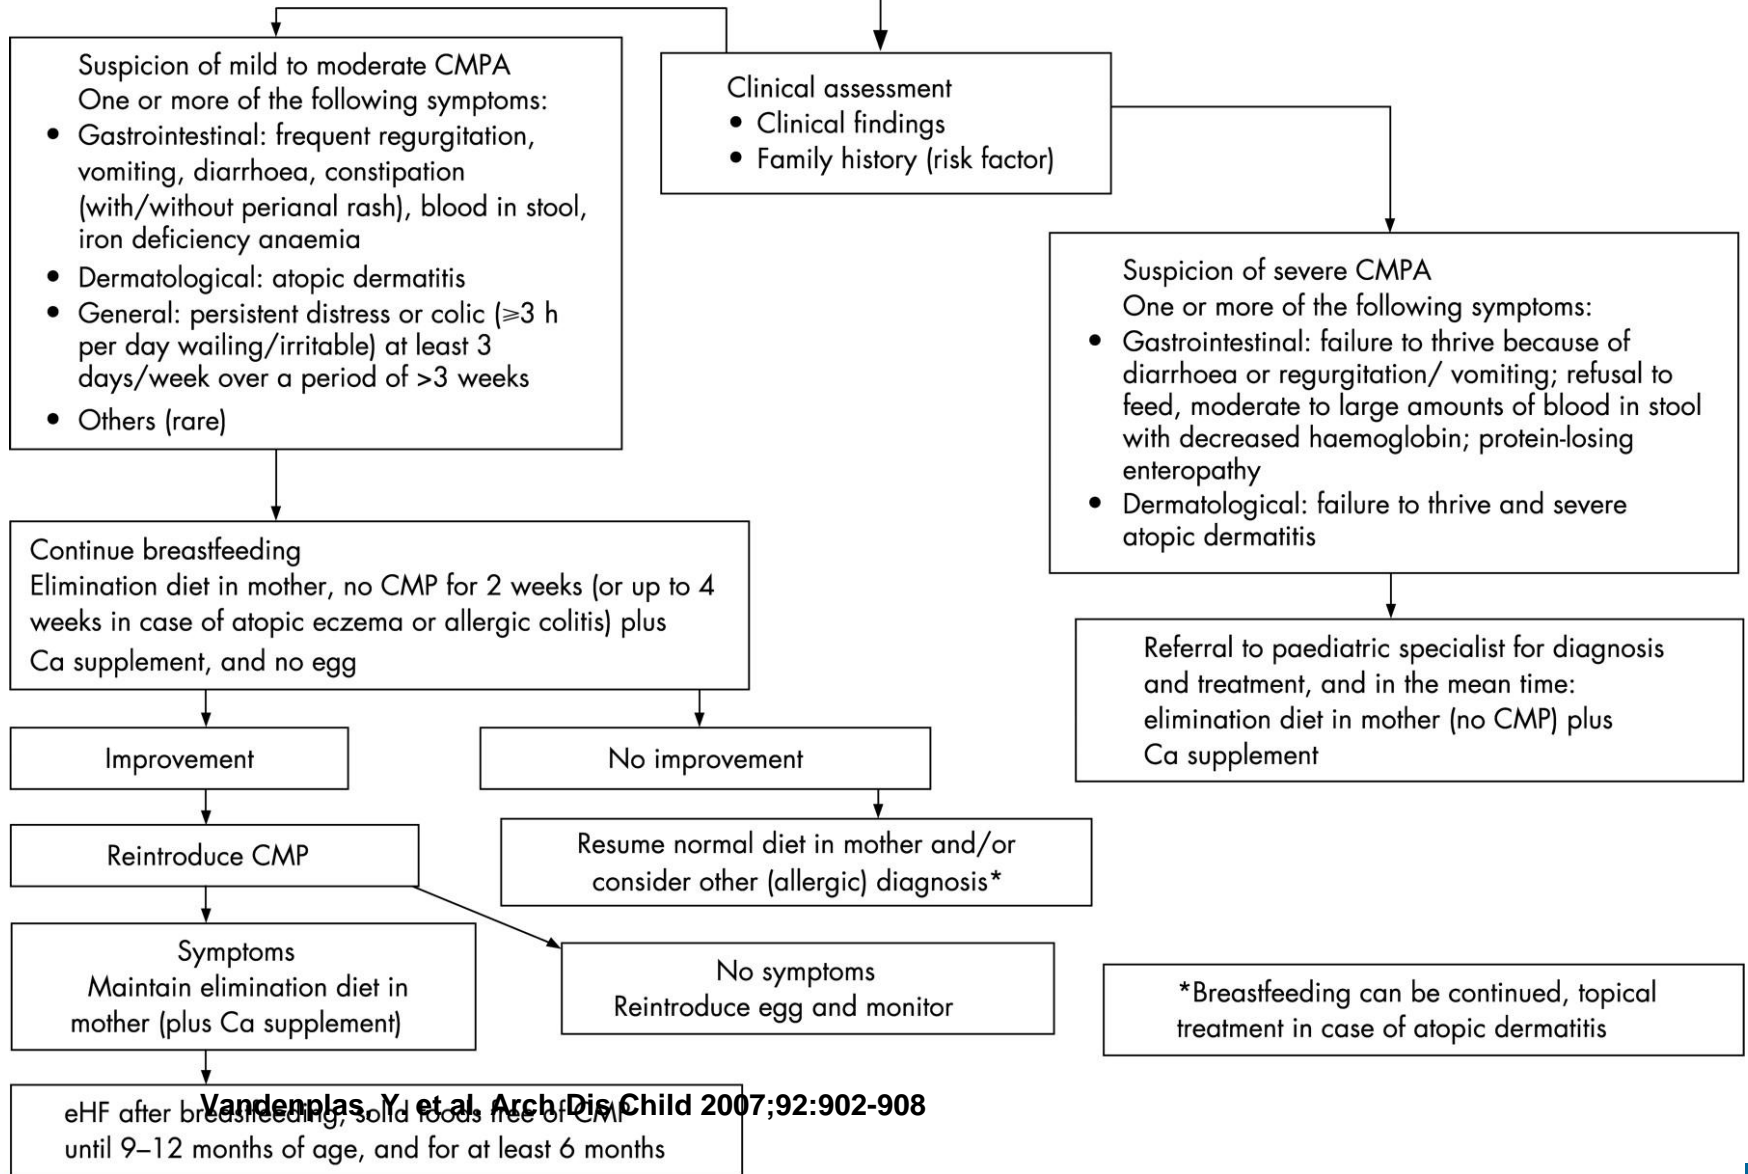 Suspicion of mild to moderate CMPA
One or more of the following symptoms:
• Gastrointestinal: frequent regurgitation,
vomiting, diarrhoea, constipation
(with/without perianal rash), blood in stool,
iron deficiency anaemia
• Dermatological: atopic dermatitis
• General: persistent distress or colic (⩾3 h
per day wailing/irritable) at least 3
days/week over a period of >3 weeks
• Others (rare)
Clinical assessment
• Clinical findings
• Family history (risk factor)
Suspicion of severe CMPA
One or more of the following symptoms:
• Gastrointestinal: failure to thrive because of
diarrhoea or regurgitation/ vomiting; refusal to
feed, moderate to large amounts of blood in stool
with decreased haemoglobin; protein-losing
enteropathy
• Dermatological: failure to thrive and severe
atopic dermatitis
Continue breastfeeding
Elimination diet in mother, no CMP for 2 weeks (or up to 4
weeks in case of atopic eczema or allergic colitis) plus
Ca supplement, and no egg
Referral to paediatric specialist for diagnosis
and treatment, and in the mean time:
elimination diet in mother (no CMP) plus
Ca supplement
Improvement
No improvement
Reintroduce CMP
Resume normal diet in mother and/or
consider other (allergic) diagnosis*
Symptoms
Maintain elimination diet in
mother (plus Ca supplement)
No symptoms
Reintroduce egg and monitor
*Breastfeeding can be continued, topical
treatment in case of atopic dermatitis
eHF after breastfeeding, solid foods free of CMP
until 9–12 months of age, and for at least 6 months
Vandenplas, Y. et al. Arch Dis Child 2007;92:902-908